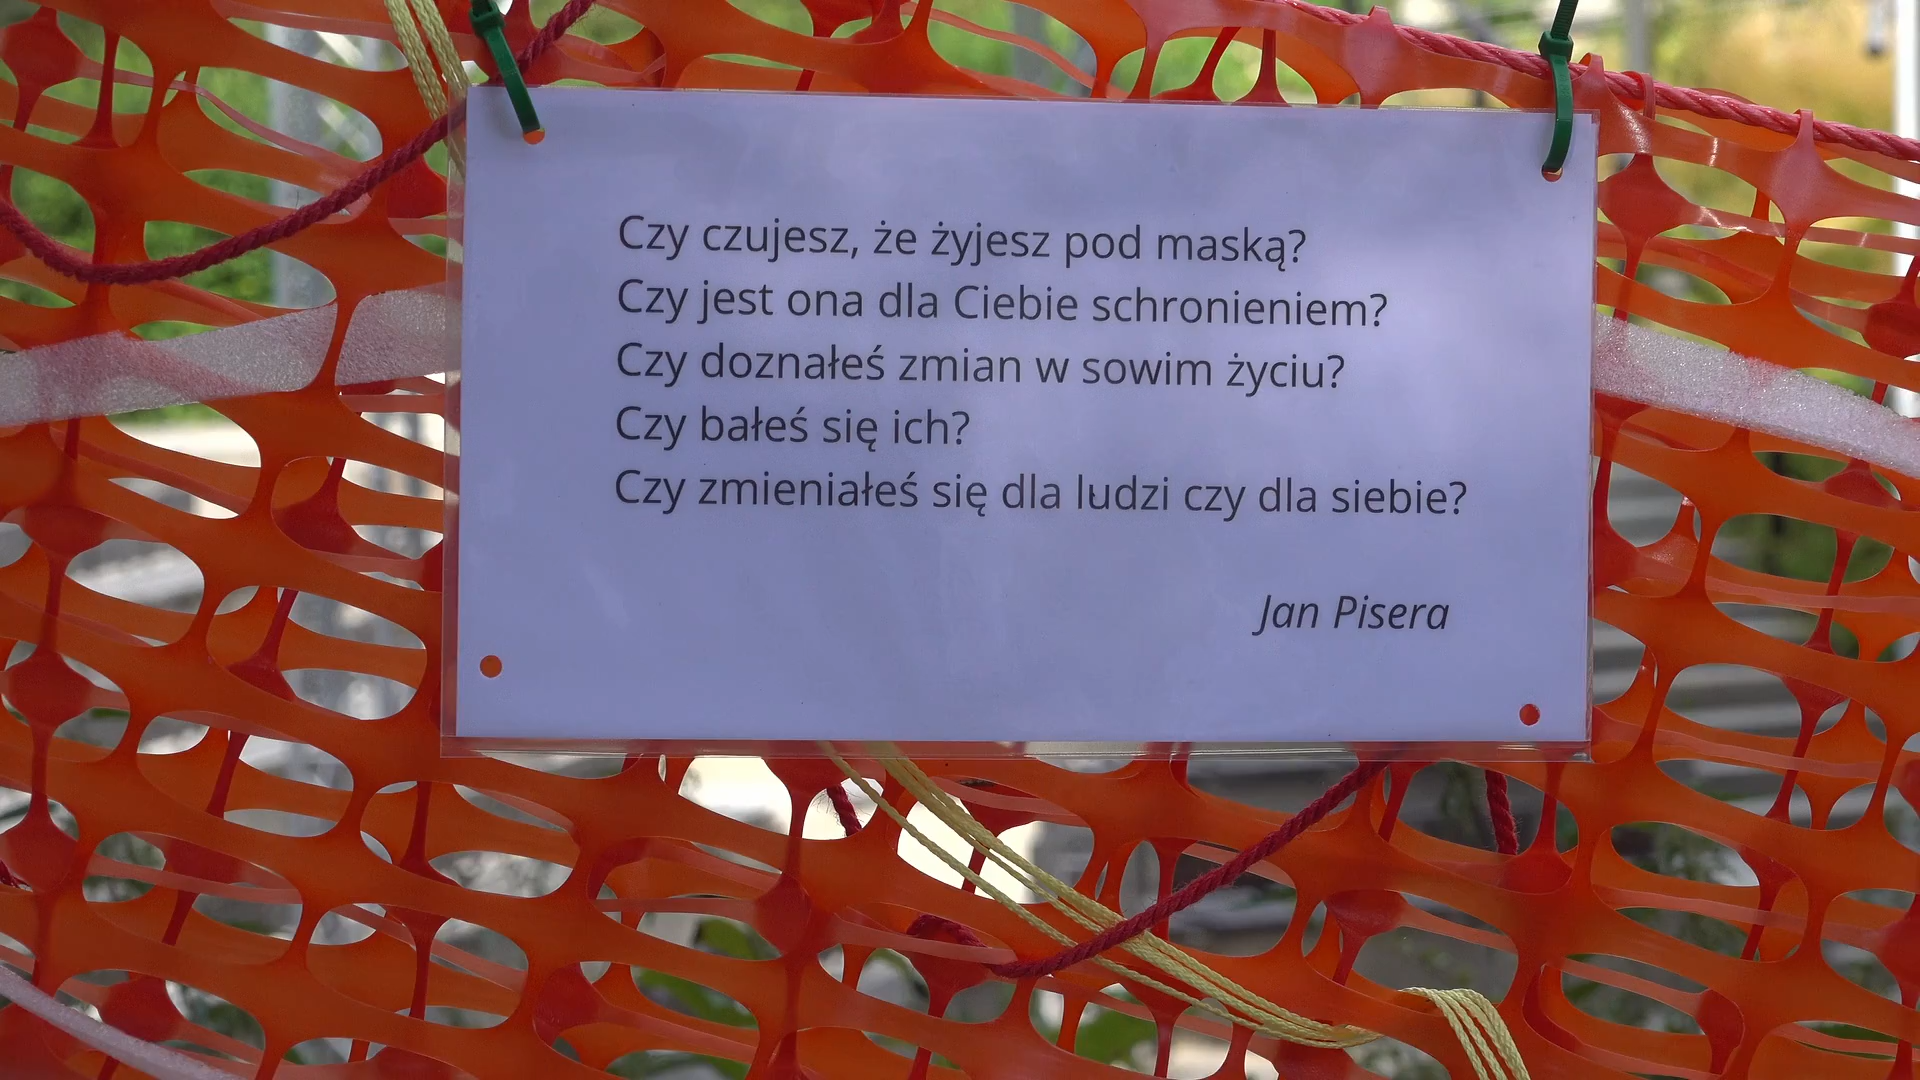 Czy czujesz, że żyjesz pod maską?
Czy jest ona dla Ciebie schronieniem?
Czy doznałeś zmian w sowim życiu?
Czy bałeś się ich?
Czy zmieniałeś się dla ludzi czy dla siebie?
Jan Pisera